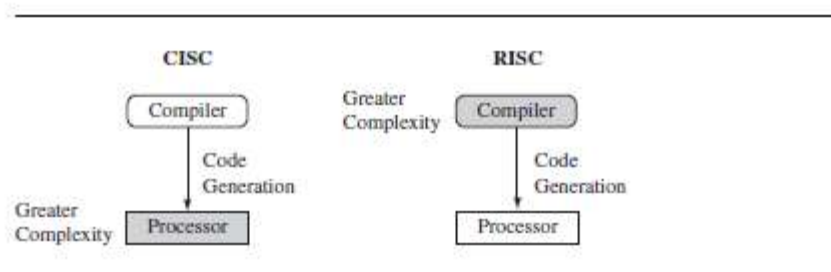 CISC
Compiler
Code
Generation
Greater
Complexity
Processor
RISC
Greater
Complexity
Compiler
Code
Generation
Processor